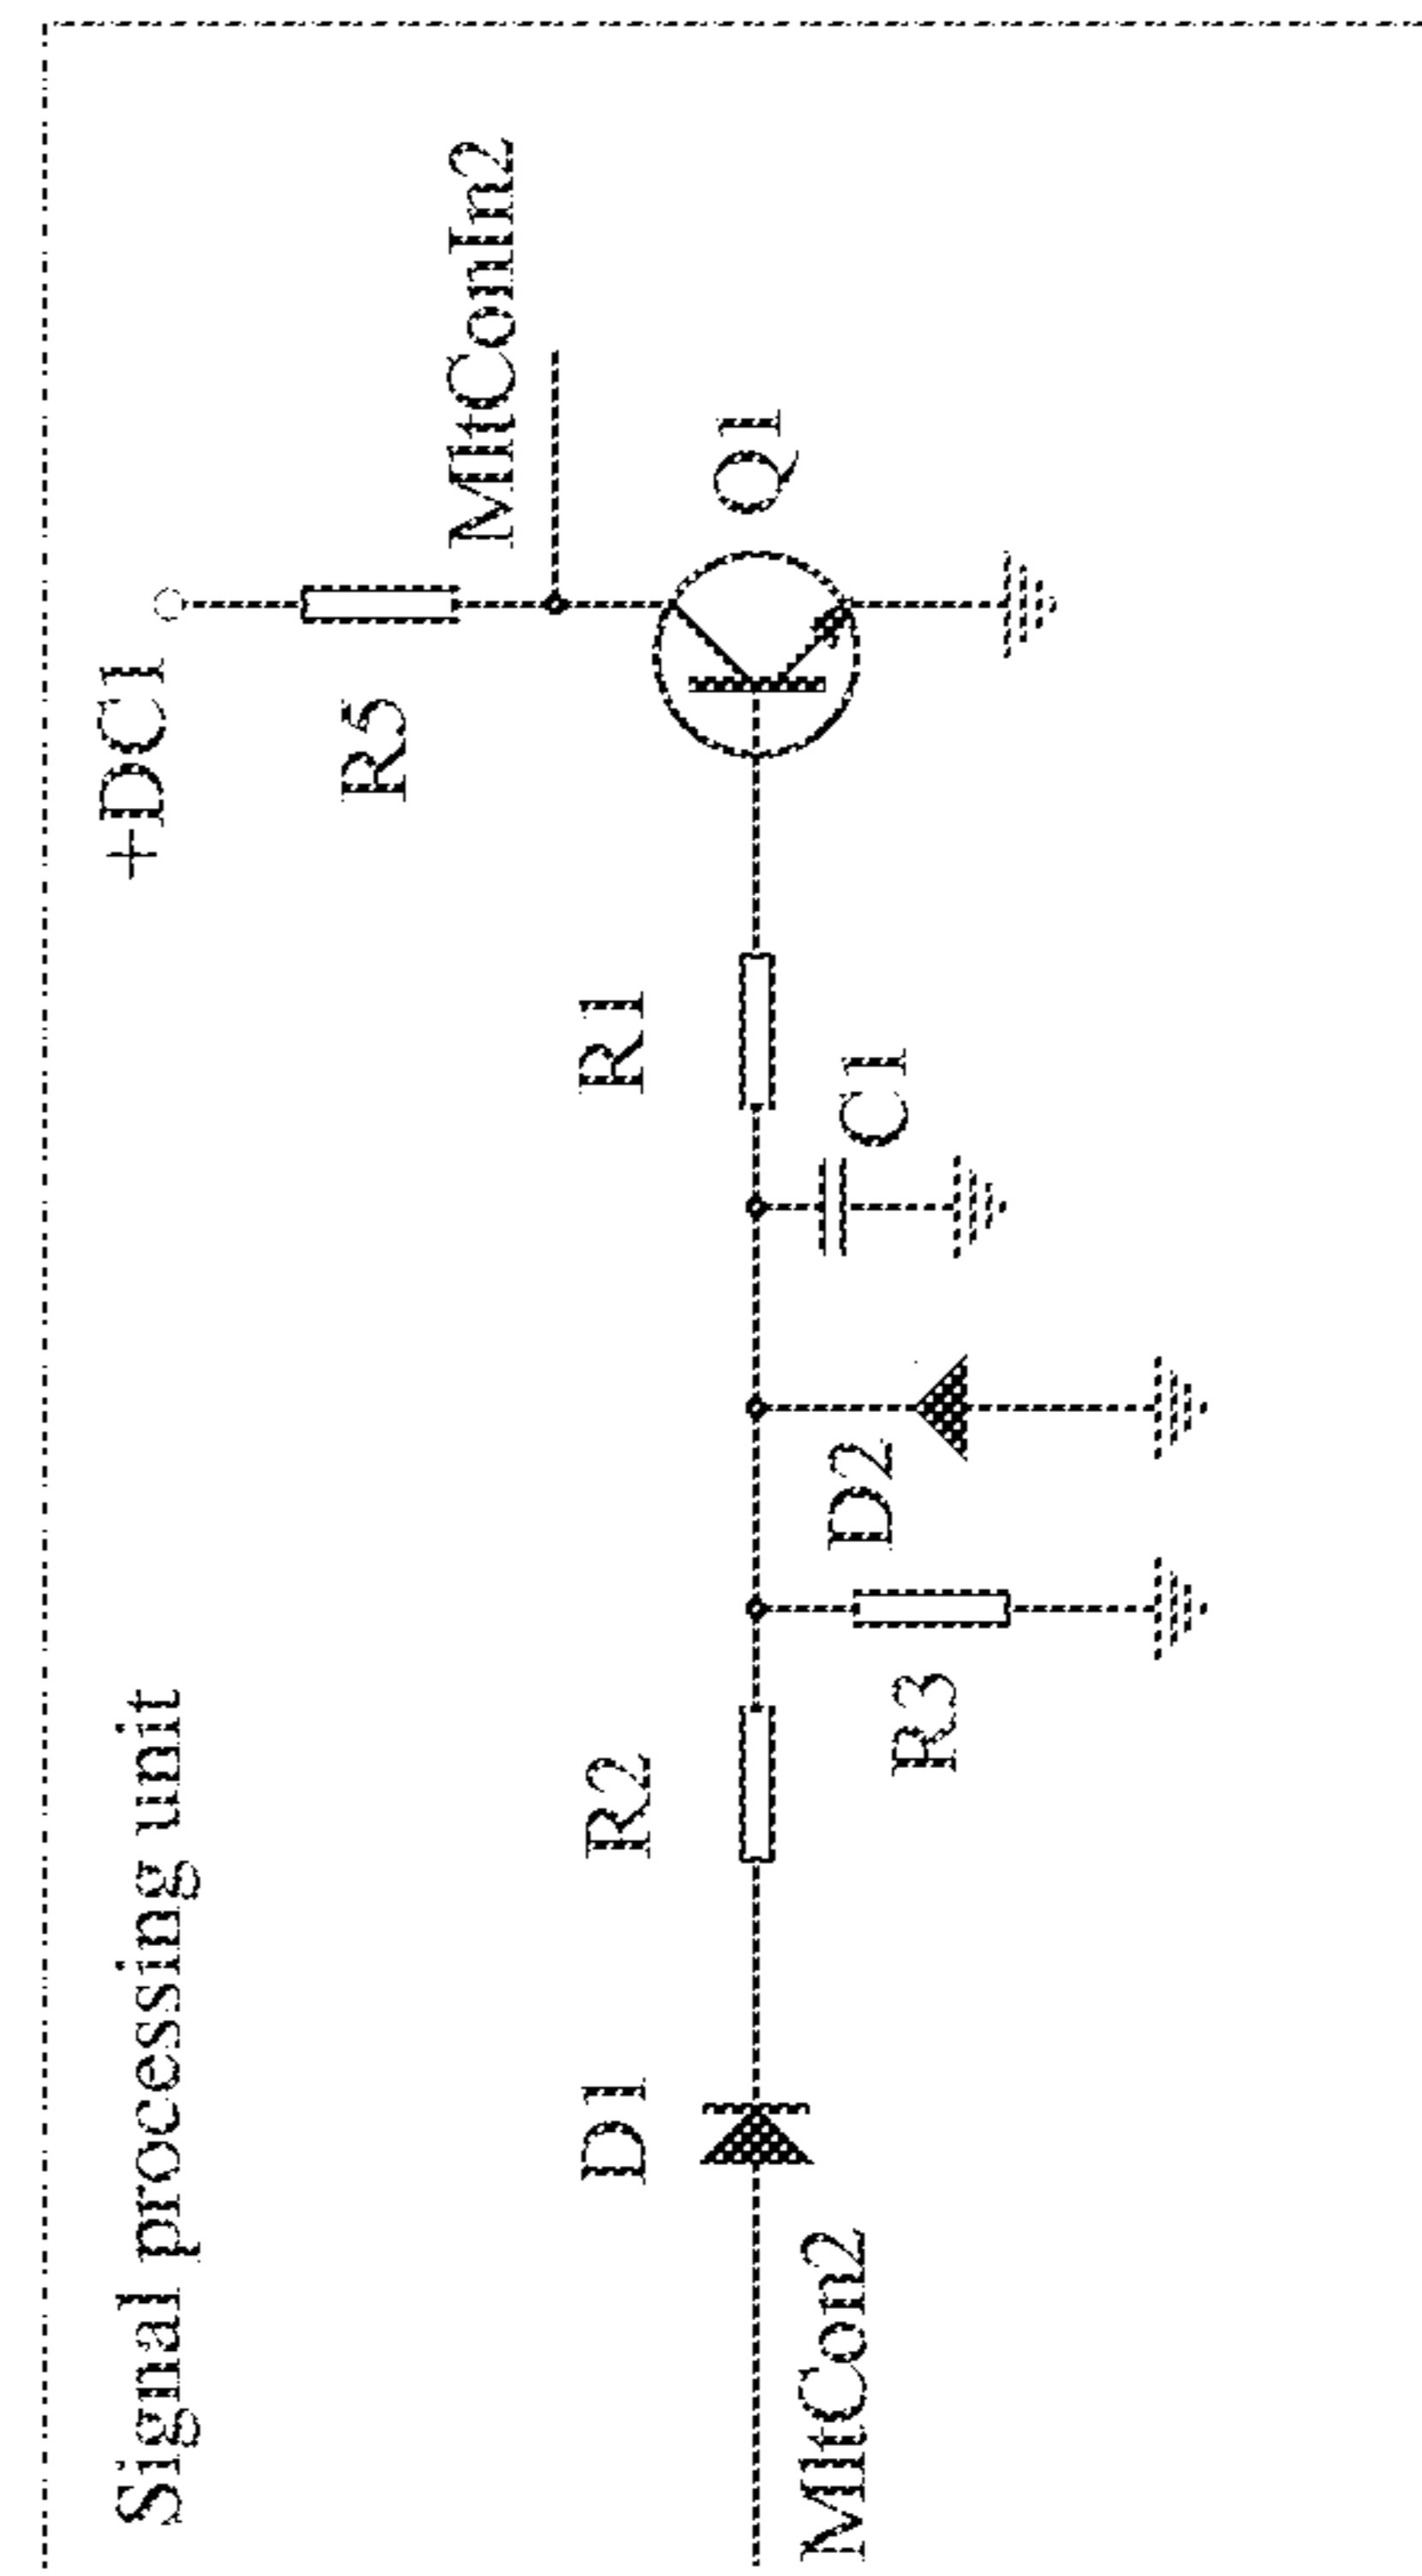 Signal processing unit
+DC1
R5
MltConIn2
MltCon2
D1
R2
R3
D2
C1
R1
Q1